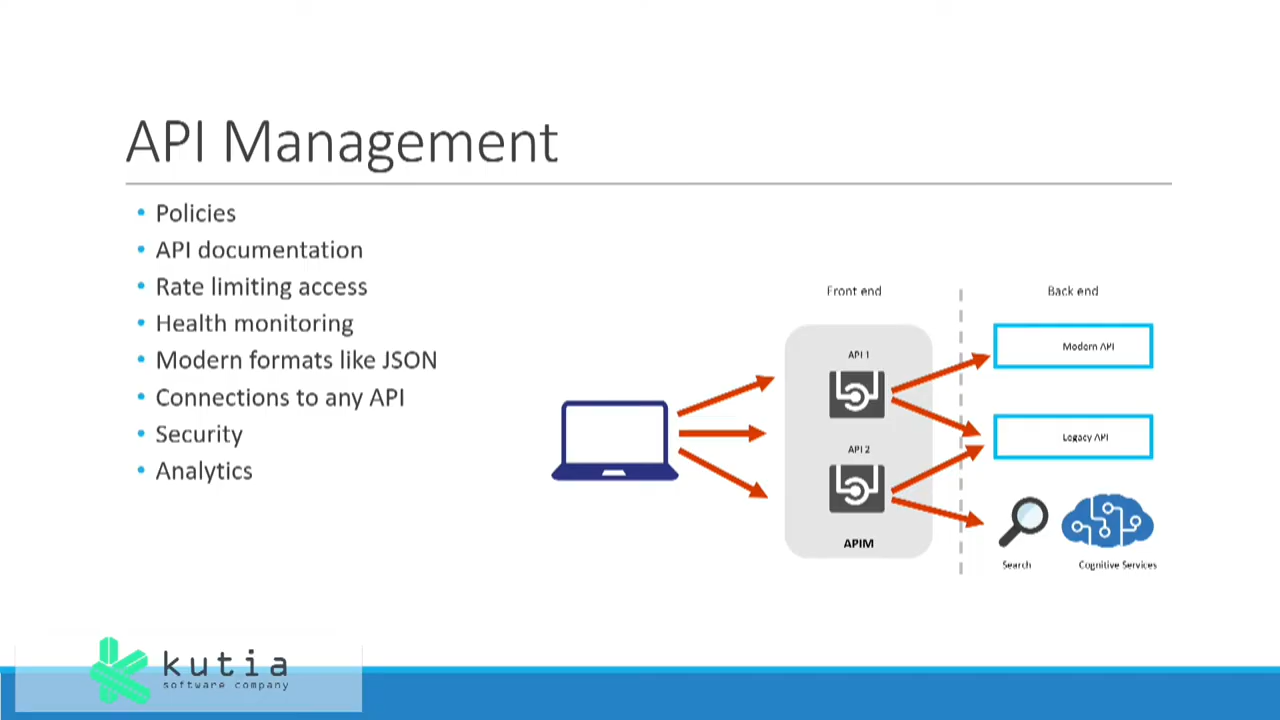 API Management
• Policies
• API documentation
• Rate limiting access
• Health monitoring
• Modern formats like JSON
• Connections to any API
• Security
• Analytics
Front end
Back end
API 1
Modern API
Legacy API
API 2
APIM
Search
Cognitive Services
kutia
software company